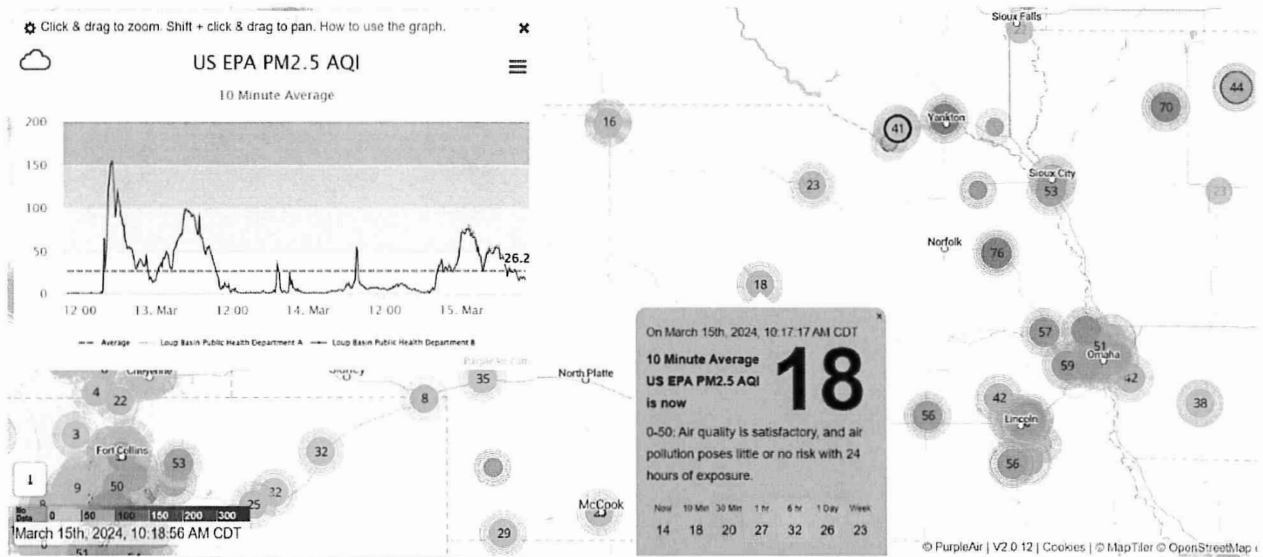 Click & drag to zoom. Shift + click & drag to pan. How to use the graph.
US EPA PM2.5 AQI
10 Minute Average
200
150
100
50
0
26.2
12:00 13. Mar 12:00 14. Mar 12:00 15. Mar
Average Loup Basin Public Health Department A Loup Basin Public Health Department B
Sioux Falls
22
44
70
16
41
Yankton
23
Sioux City
53
23
Norfolk
76
18
57
51
Omaha
59
42
38
42
56
Lincoln
56
Cheyenne
Sidney
North Platte
4
22
8
35
3
Fort Collins
53
32
9
50
25
32
McCook
29
No Data 0 50 100 150 200 300
March 15th, 2024, 10:18:56 AM CDT
51
On March 15th, 2024, 10:17:17 AM CDT
10 Minute Average
US EPA PM2.5 AQI
is now
18
0-50: Air quality is satisfactory, and air
pollution poses little or no risk with 24
hours of exposure.
Now 10 Min 30 Min 1 hr 6 hr 1 Day Week
14 18 20 27 32 26 23
© PurpleAir | V2.0.12 | Cookies | © MapTiler © OpenStreetMap